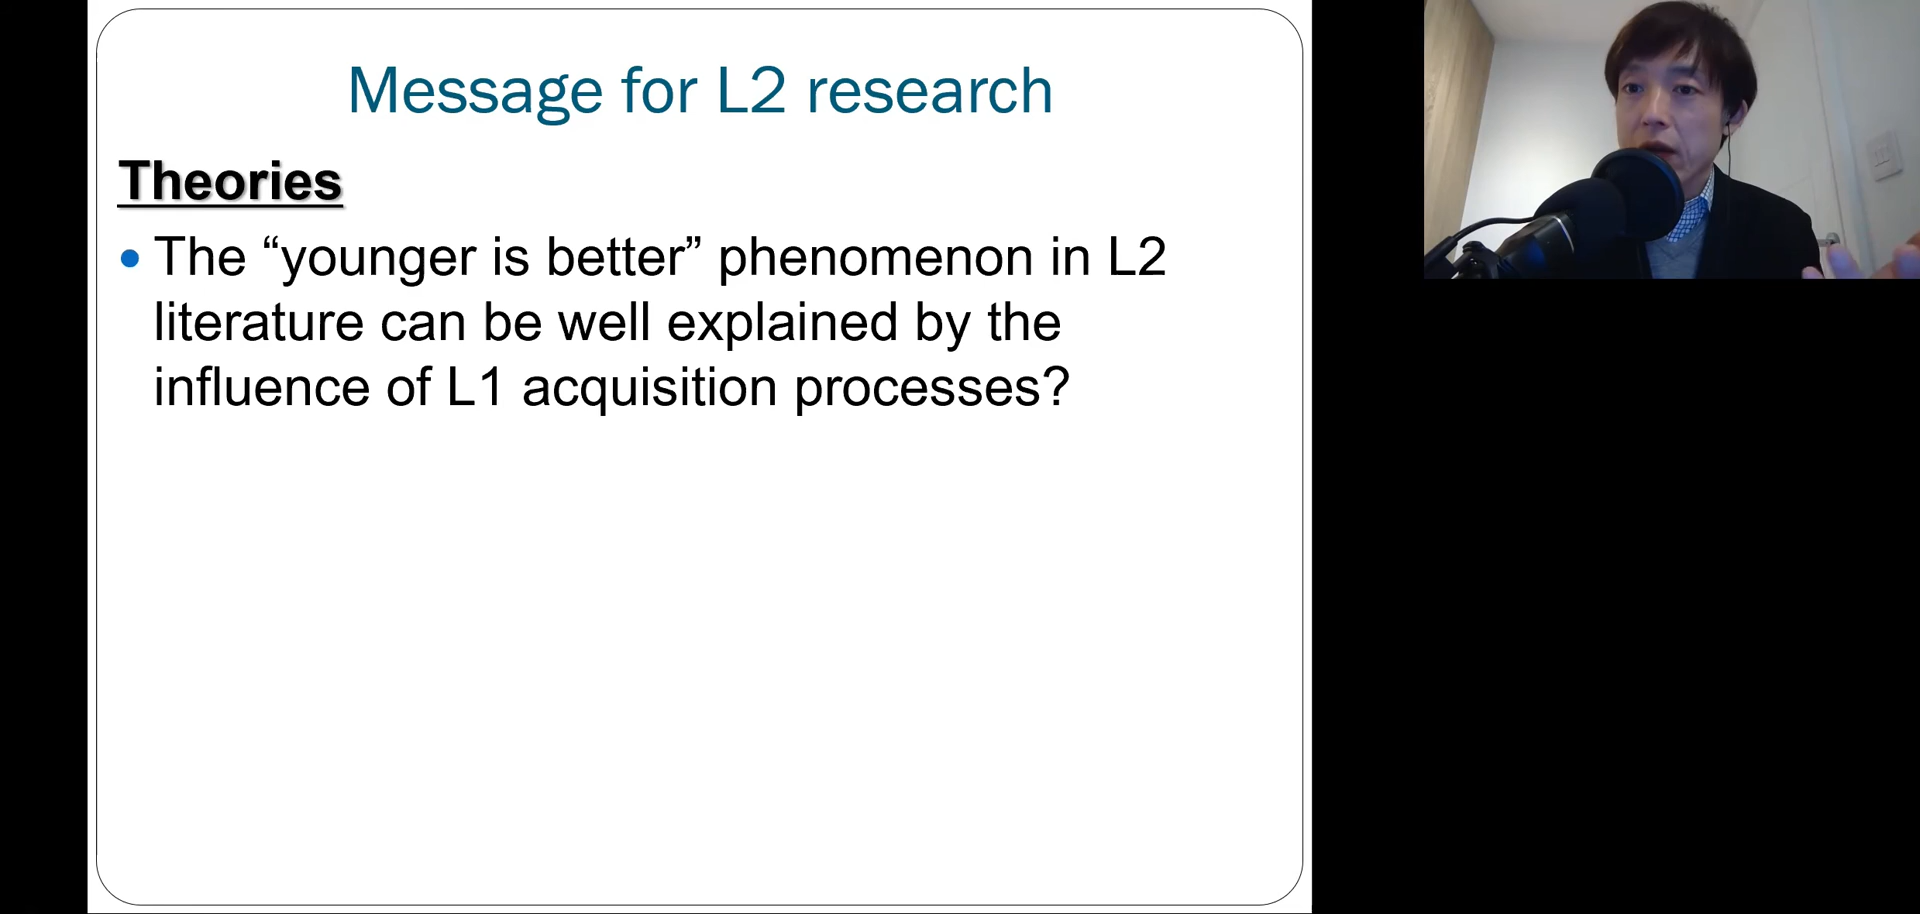 Message for L2 research
Theories
• The “younger is better” phenomenon in L2
literature can be well explained by the
influence of L1 acquisition processes?